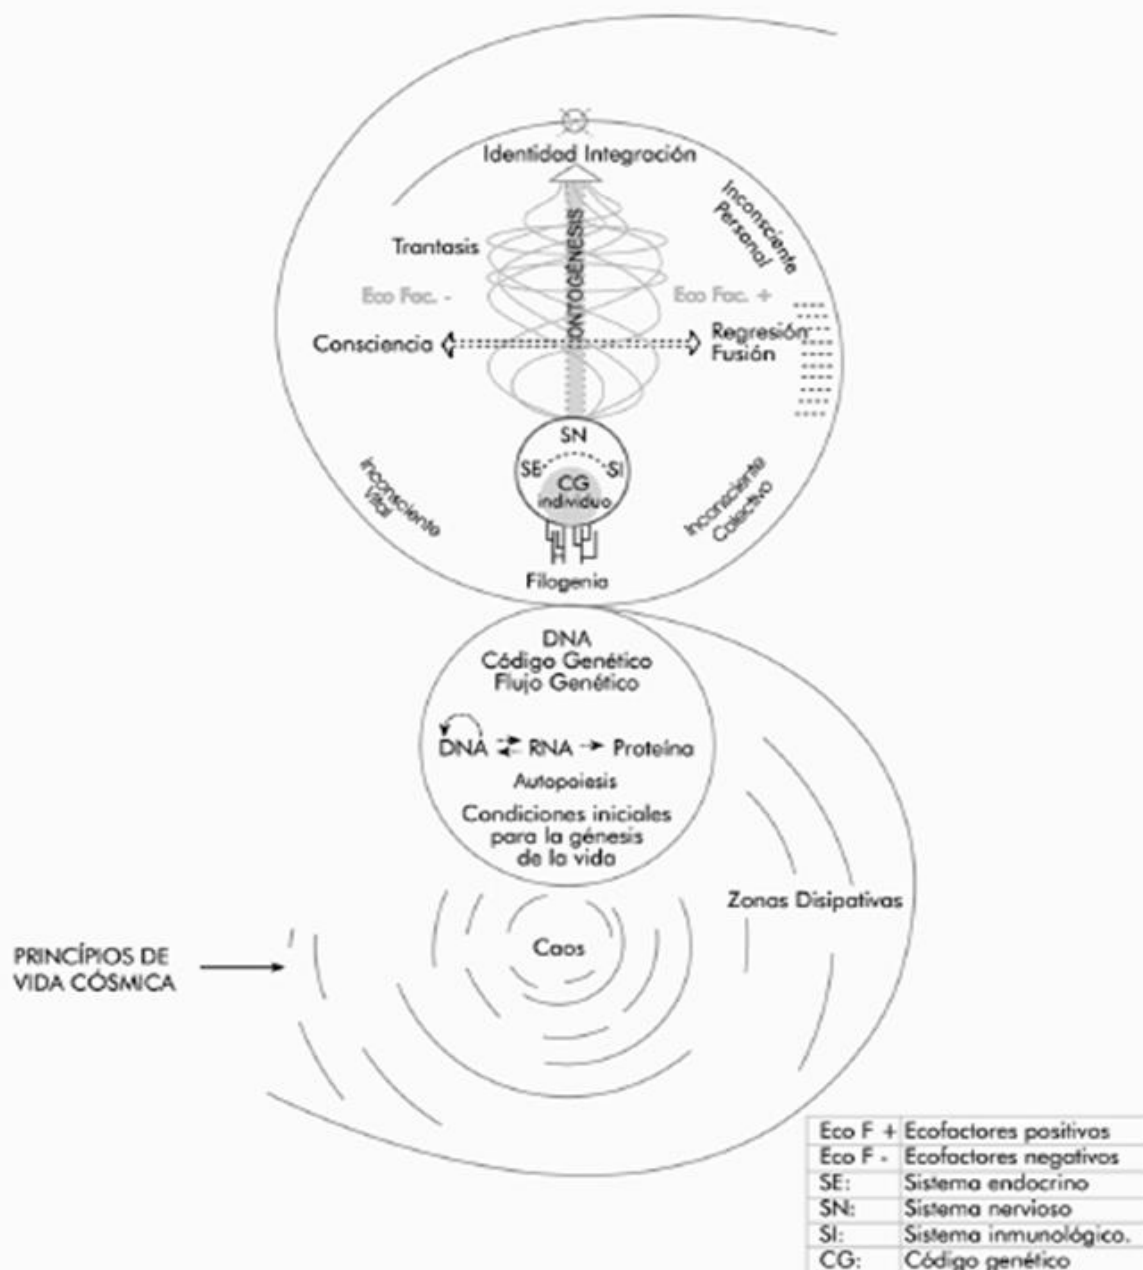 Identidad Integración
Inconsciente
Personal
Trantasis
ONTOGÉNESIS
Eco Fac. -
Eco Fac. +
Consciencia
Regresión
Fusión
SN
SE
SI
CG
individuo
inconsciente
Vital
Inconsciente
Colectivo
Filogenia
DNA
Código Genético
Flujo Genético
DNA RNA Proteína
Autopoiesis
Condiciones iniciales
para la génesis
de la vida
Zonas Disipativas
Caos
PRINCÍPIOS DE
VIDA CÓSMICA
Eco F + Ecofactores positivos
Eco F - Ecofactores negativos
SE: Sistema endocrino
SN: Sistema nervioso
SI: Sistema inmunológico.
CG: Código genético